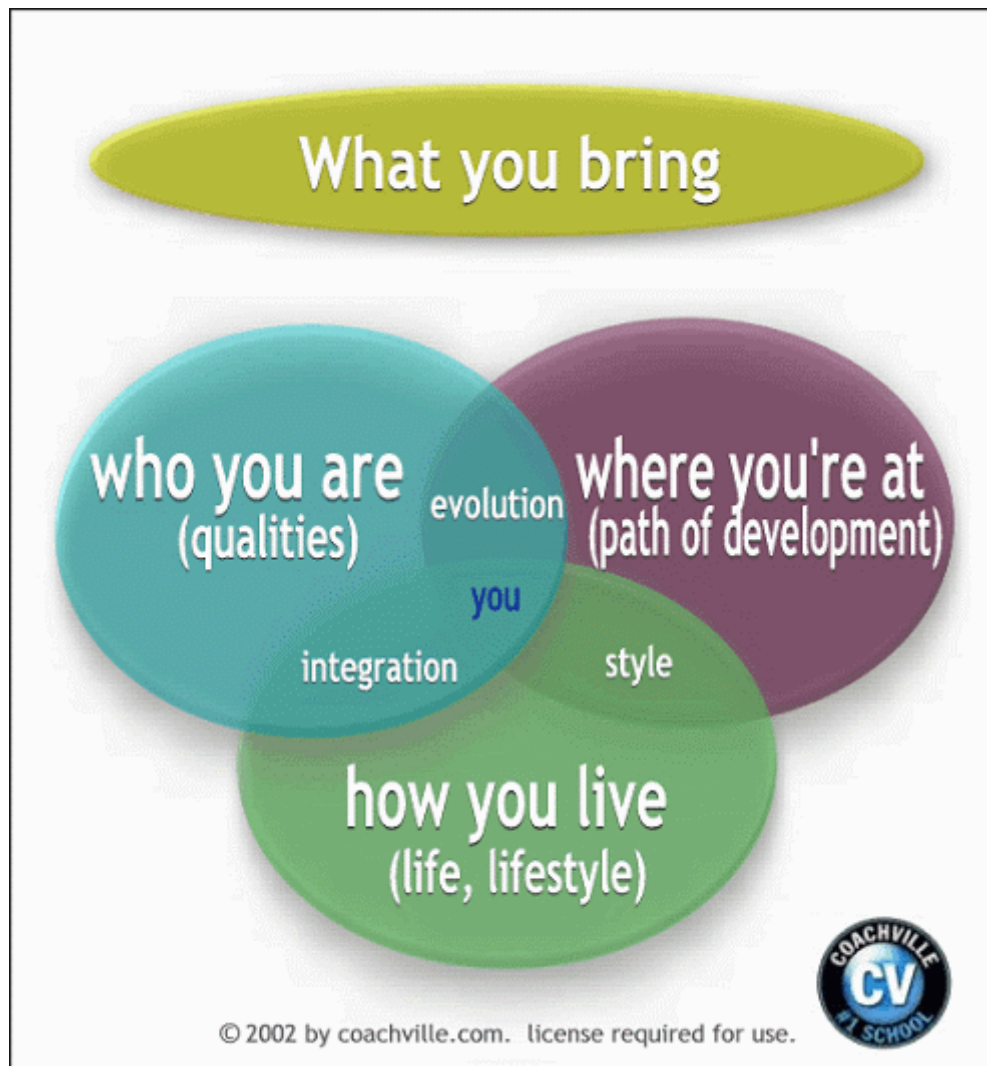 What you bring
who you are
(qualities)
evolution
where you're at
(path of development)
you
integration
style
how you live
(life, lifestyle)
COACHVILLE
CV
#1 SCHOOL
© 2002 by coachville.com. license required for use.